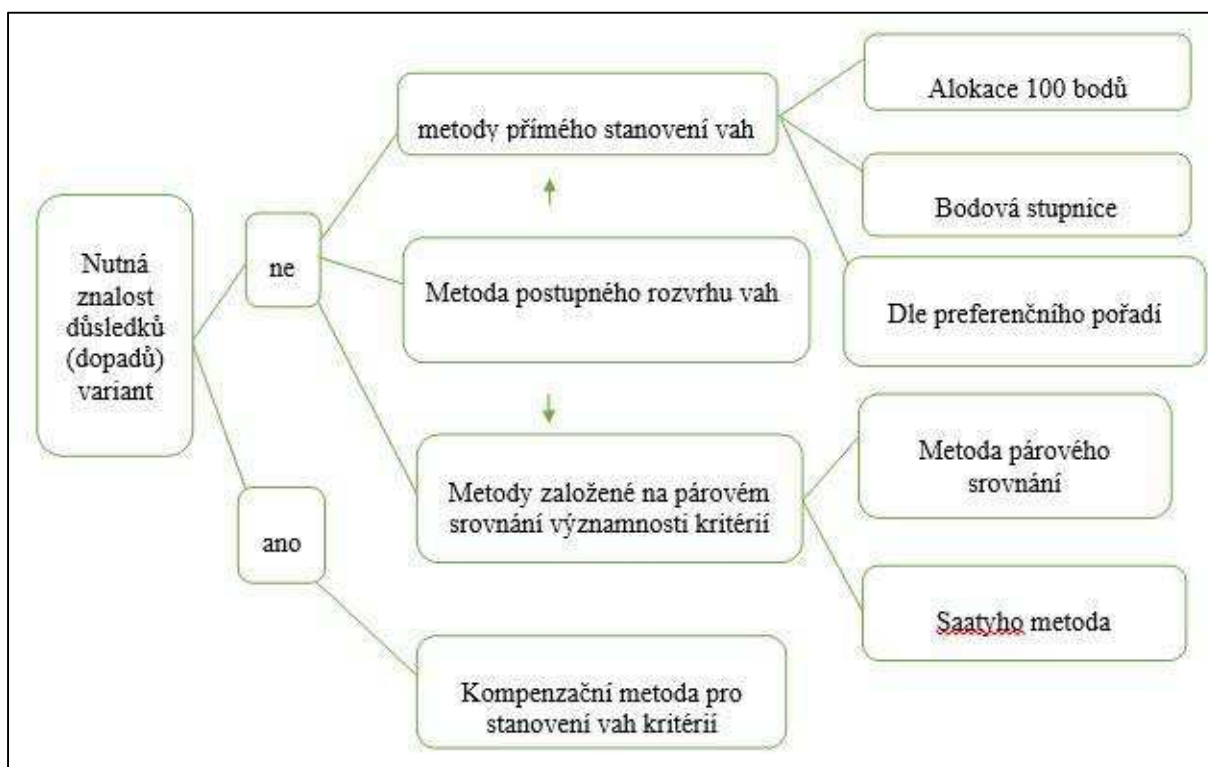 Nutná
znalost
důsledků
(dopadů)
variant
ne
ano
metody přímého stanovení vah
Metoda postupného rozvrhu vah
Metody založené na párovém
srovnání významnosti kritérií
Kompenzační metoda pro
stanovení vah kritérií
Alokace 100 bodů
Bodová stupnice
Dle preferenčního pořadí
Metoda párového
srovnání
Saatyho metoda